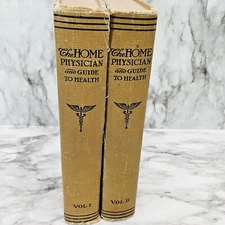 The HOME
PHYSICIAN
and GUIDE
TO HEALTH
VOL I
The HOME
PHYSICIAN
and GUIDE
TO HEALTH
VOL II